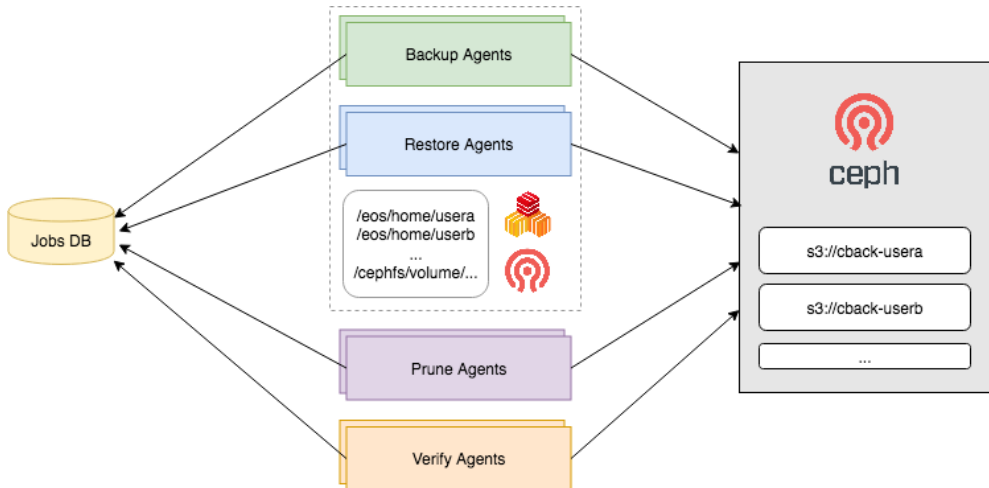 Backup Agents
Restore Agents
/eos/home/usera
/eos/home/userb
...
/cephfs/volume/...
Jobs DB
Prune Agents
Verify Agents
ceph
s3://cback-usera
s3://cback-userb
...